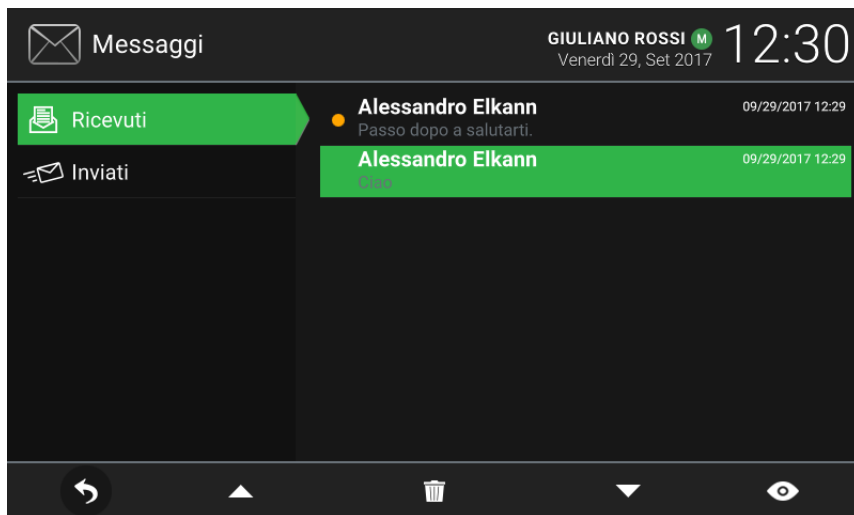 Messaggi
GIULIANO ROSSI M
Venerdì 29, Set 2017
12:30
Ricevuti
Inviati
Alessandro Elkann 09/29/2017 12:29
Passo dopo a salutarti.
Alessandro Elkann 09/29/2017 12:29
Ciao